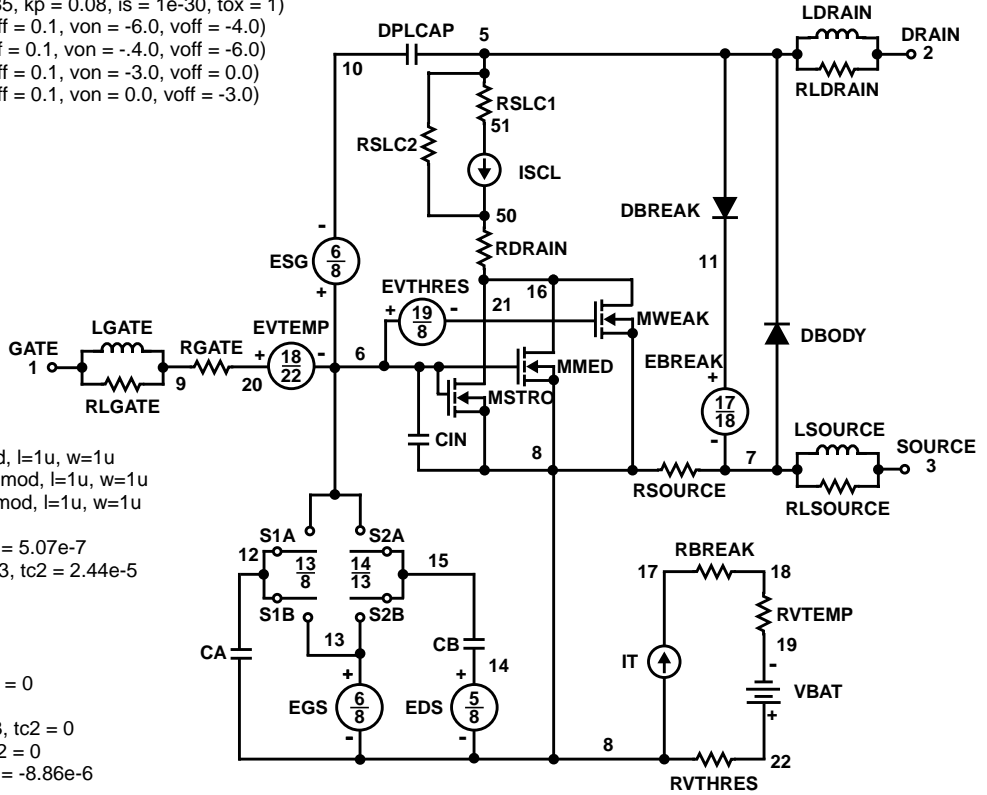 35, kp = 0.08, is = 1e-30, tox = 1)
off = 0.1, von = -6.0, voff = -4.0)
ff = 0.1, von = -.4.0, voff = -6.0)
off = 0.1, von = -3.0, voff = 0.0)
off = 0.1, von = 0.0, voff = -3.0)
LDRAIN
DPLCAP
5
DRAIN
2
10
RLDRAIN
RSLC1
51
RSLC2
ISCL
50
DBREAK
RDRAIN
-
ESG
6
8
+
11
EVTHRES
16
21
+
19
8
-
MWEAK
LGATE
EVTEMP
DBODY
GATE
1
RGATE
+
18
22
-
6
MMED
EBREAK
9
20
+
RLGATE
MSTRO
17
18
-
CIN
LSOURCE
d, l=1u, w=1u
mod, l=1u, w=1u
mod, l=1u, w=1u
8
7
SOURCE
3
RSOURCE
RLSOURCE
= 5.07e-7
3, tc2 = 2.44e-5
S1A
S2A
12
13
8
14
13
15
RBREAK
17
18
S1B
S2B
RVTEMP
13
CB
19
CA
14
IT
-
+
+
VBAT
= 0
EGS
6
8
EDS
5
8
+
3, tc2 = 0
2 = 0
= -8.86e-6
-
-
8
22
RVTHRES